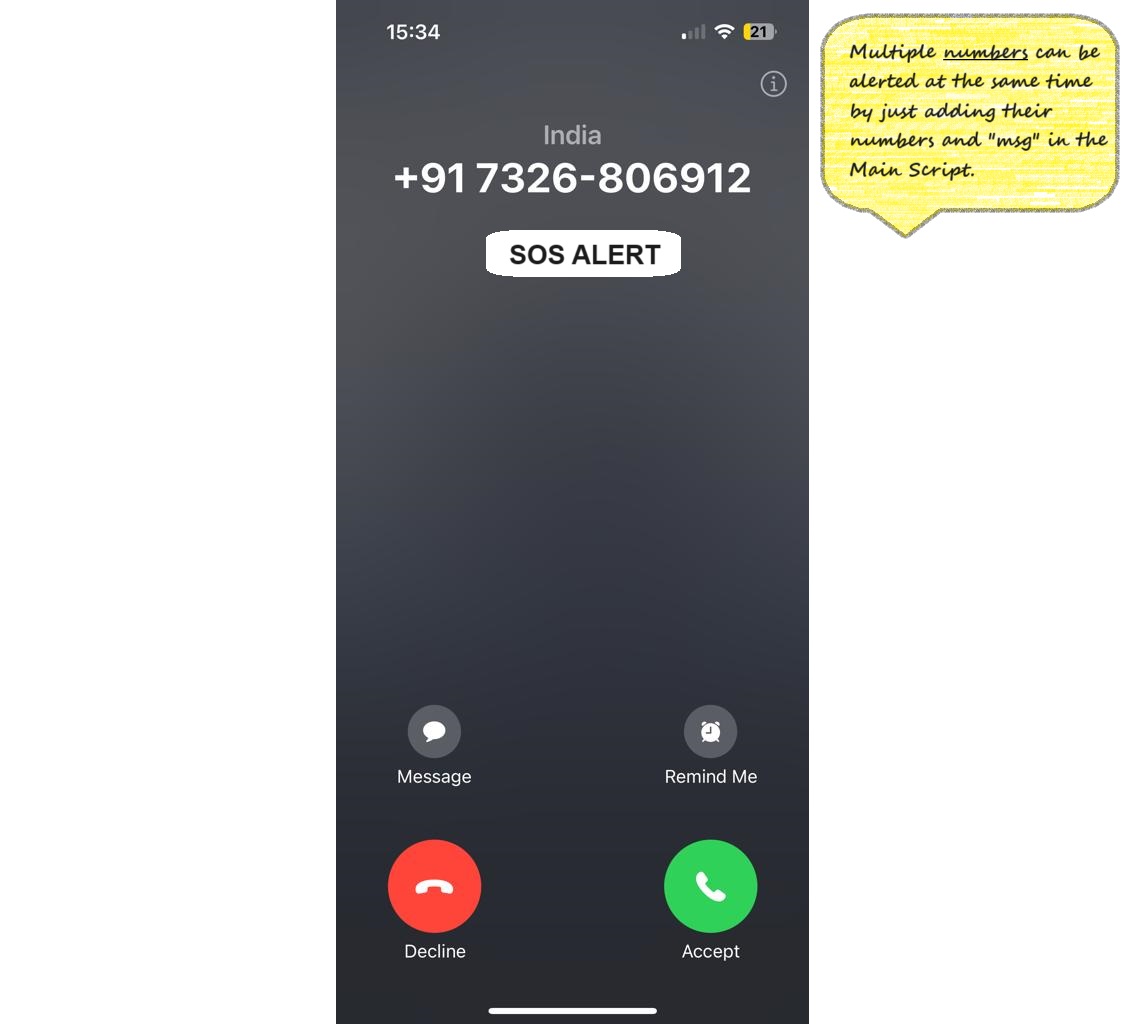 15:34
21
India
+91 7326-806912
SOS ALERT
Message
Remind Me
Decline
Accept
Multiple numbers can be
alerted at the same time
by just adding their
numbers and "msg" in the
Main Script.